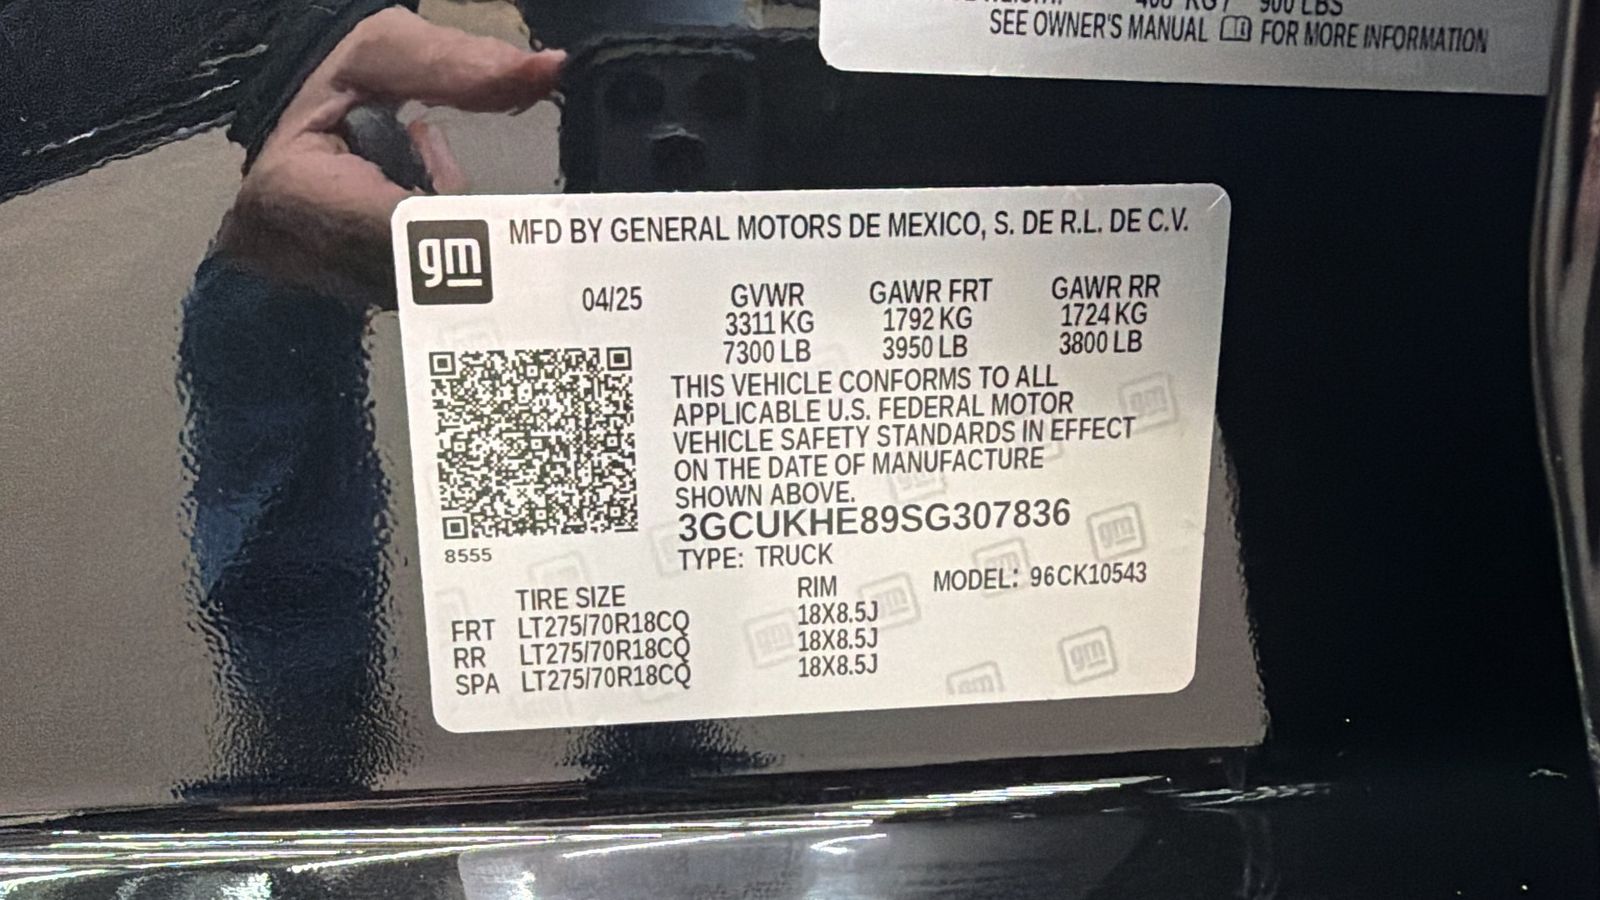 400 KG / 900 LBS
SEE OWNER'S MANUAL FOR MORE INFORMATION
gm
MFD BY GENERAL MOTORS DE MEXICO, S. DE R.L. DE C.V.
04/25 GVWR GAWR FRT GAWR RR
3311 KG 1792 KG 1724 KG
7300 LB 3950 LB 3800 LB
THIS VEHICLE CONFORMS TO ALL
APPLICABLE U.S. FEDERAL MOTOR
VEHICLE SAFETY STANDARDS IN EFFECT
ON THE DATE OF MANUFACTURE
SHOWN ABOVE.
3GCUKHE89SG307836
8555
TYPE: TRUCK
TIRE SIZE RIM MODEL: 96CK10543
FRT LT275/70R18CQ 18X8.5J
RR LT275/70R18CQ 18X8.5J
SPA LT275/70R18CQ 18X8.5J